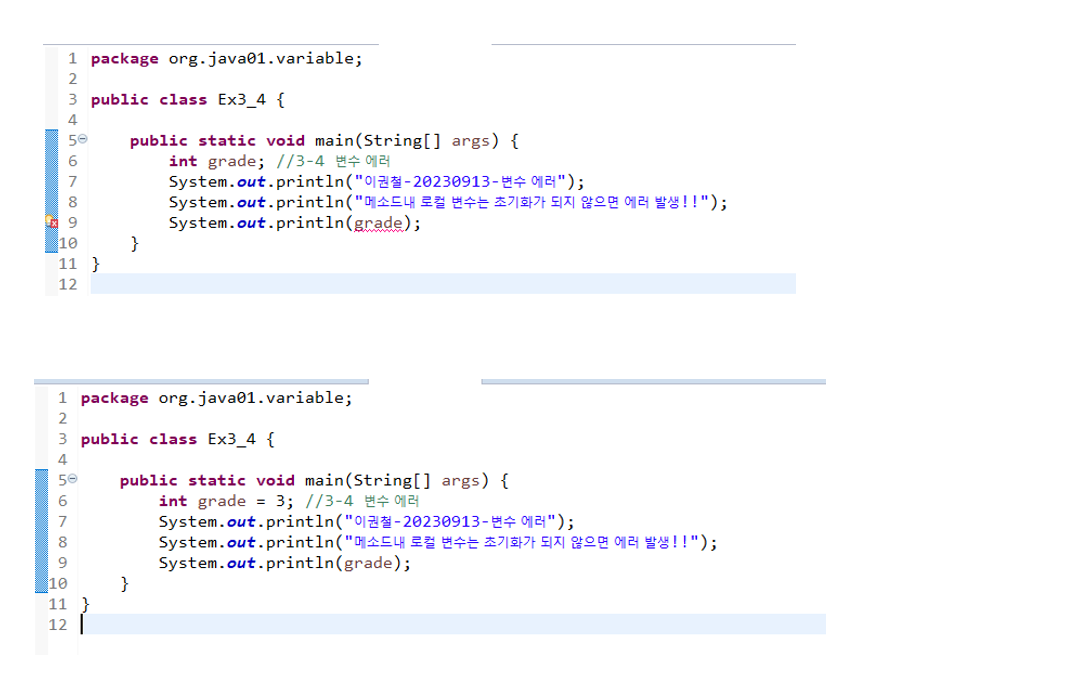 1 package org.java01.variable;
2
3 public class Ex3_4 {
4
5 public static void main(String[] args) {
6 int grade; //3-4 변수 에러
7 System.out.println("이권철-20230913-변수 에러");
8 System.out.println("메소드내 로컬 변수는 초기화가 되지 않으면 에러 발생!!");
9 System.out.println(grade);
10 }
11 }
12
1 package org.java01.variable;
2
3 public class Ex3_4 {
4
5 public static void main(String[] args) {
6 int grade = 3; //3-4 변수 에러
7 System.out.println("이권철-20230913-변수 에러");
8 System.out.println("메소드내 로컬 변수는 초기화가 되지 않으면 에러 발생!!");
9 System.out.println(grade);
10 }
11 }
12